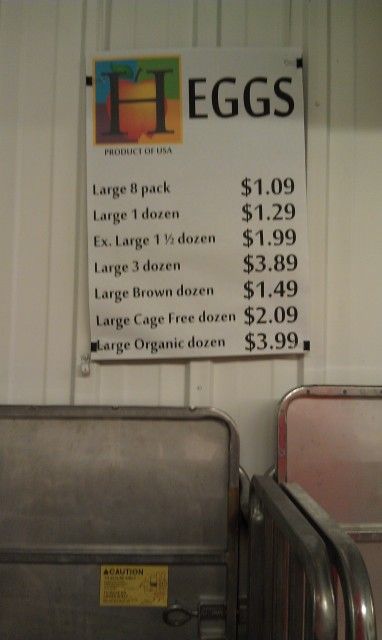 H EGGS
PRODUCT OF USA
Large 8 pack $1.09
Large 1 dozen $1.29
Ex. Large 1 ½ dozen $1.99
Large 3 dozen $3.89
Large Brown dozen $1.49
Large Cage Free dozen $2.09
Large Organic dozen $3.99
CAUTION